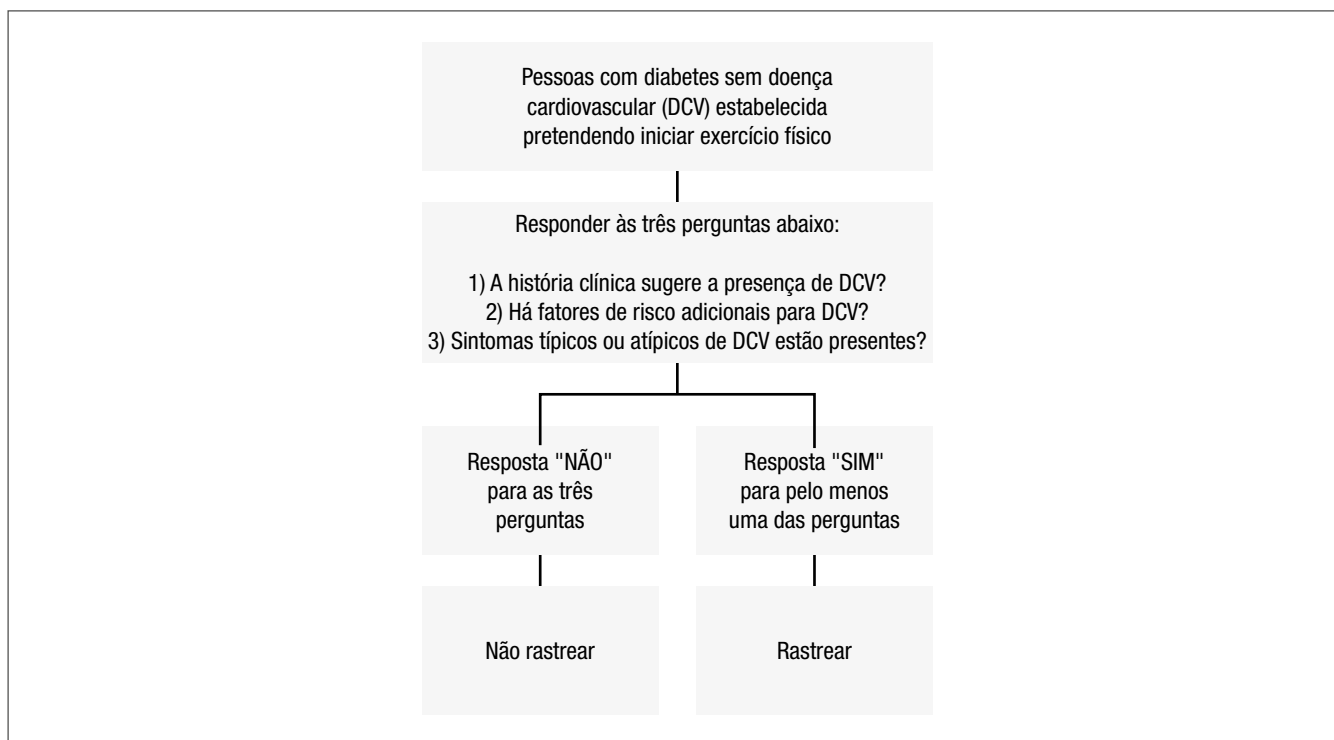 Pessoas com diabetes sem doença
cardiovascular (DCV) estabelecida
pretendendo iniciar exercício físico
Responder às três perguntas abaixo:
1) A história clínica sugere a presença de DCV?
2) Há fatores de risco adicionais para DCV?
3) Sintomas típicos ou atípicos de DCV estão presentes?
Resposta "NÃO"
para as três
perguntas
Resposta "SIM"
para pelo menos
uma das perguntas
Não rastrear
Rastrear